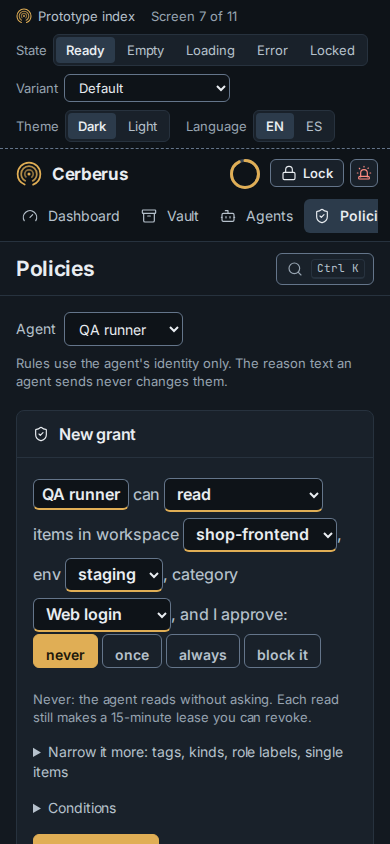 Prototype index Screen 7 of 11
State Ready Empty Loading Error Locked
Variant Default
Theme Dark Light Language EN ES
Cerberus Lock
Dashboard Vault Agents Polici
Policies Ctrl K
Agent QA runner
Rules use the agent's identity only. The reason text an
agent sends never changes them.
New grant
QA runner can read
items in workspace shop-frontend ,
env staging , category
Web login , and I approve:
never once always block it
Never: the agent reads without asking. Each read
still makes a 15-minute lease you can revoke.
Narrow it more: tags, kinds, role labels, single
items
Conditions